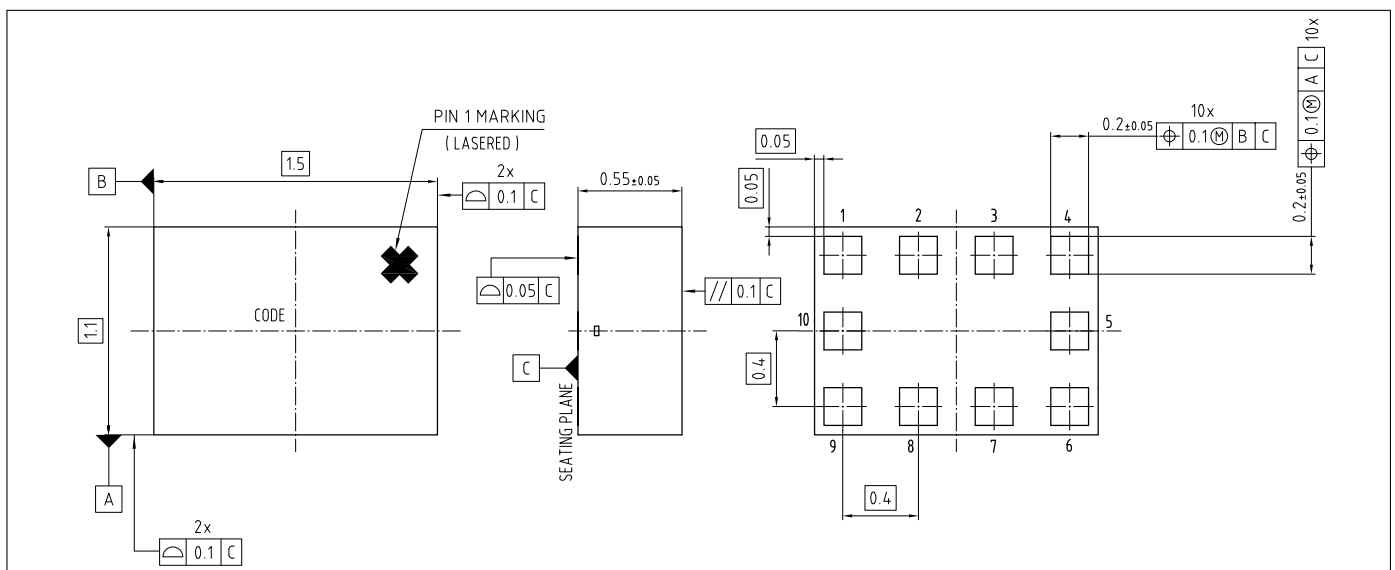 PIN 1 MARKING
( LASERED )
B
1.5
2x
⌓ 0.1 C
1.1
CODE
A
2x
⌓ 0.1 C
0.55±0.05
⌓ 0.05 C
// 0.1 C
C
SEATING PLANE
0.05
0.05
0.2±0.05
10x
⌖ 0.1 Ⓜ B C
⌖ 0.1 Ⓜ A C 10x
0.2±0.05
1 2 3 4
10 5
9 8 7 6
0.4
0.4